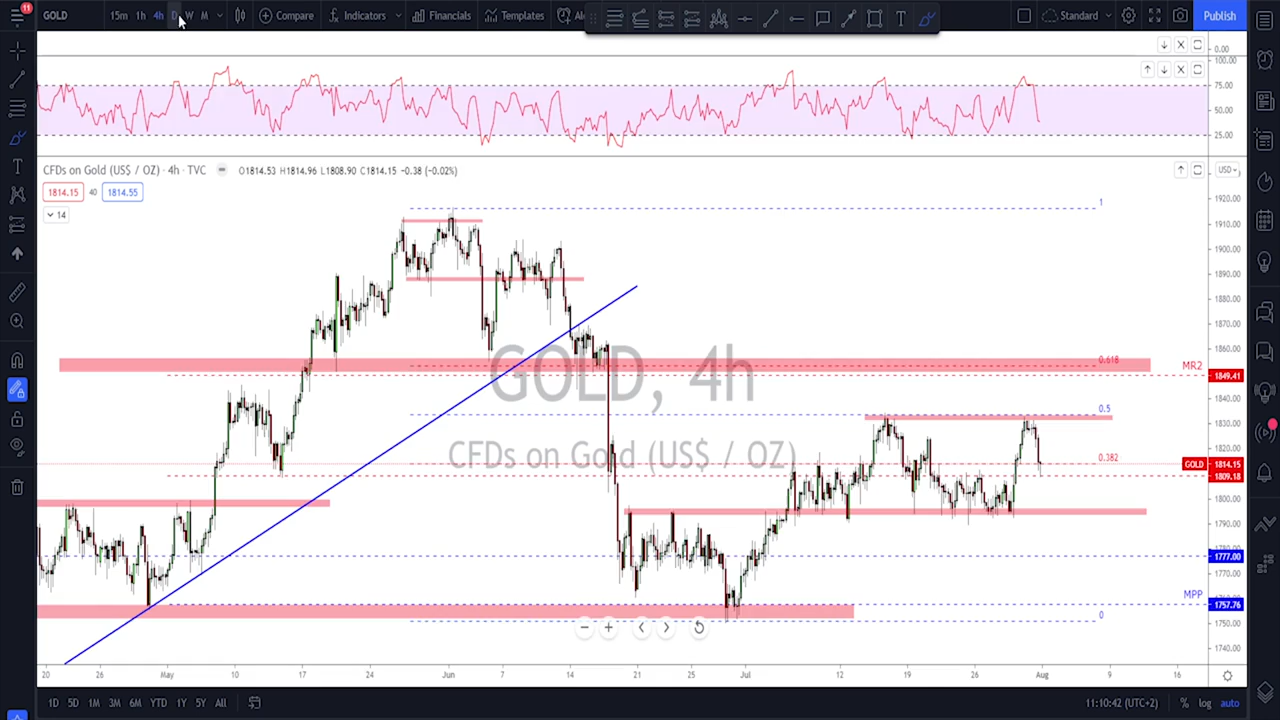 11
GOLD 15m 1h 4h D W M Compare Indicators Financials Templates Al Standard Publish
0.00
100.00
75.00
50.00
25.00
CFDs on Gold (US$ / OZ) · 4h · TVC O1814.53 H1814.96 L1808.90 C1814.15 −0.38 (−0.02%)
USD
1814.15 40 1814.55
14
1920.00
1
1910.00
1900.00
1890.00
1880.00
1870.00
1860.00
0.618
MR2
1849.41
GOLD, 4h
1840.00
0.5
1830.00
1820.00
CFDs on Gold (US$ / OZ)
0.382
GOLD 1814.15
1809.18
1800.00
1790.00
1777.00
1770.00
MPP
1757.76
0
1750.00
1740.00
20 26 May 10 17 24 Jun 7 14 21 25 Jul 12 19 26 Aug 9 16
1D 5D 1M 3M 6M YTD 1Y 5Y All 11:10:42 (UTC+2) % log auto